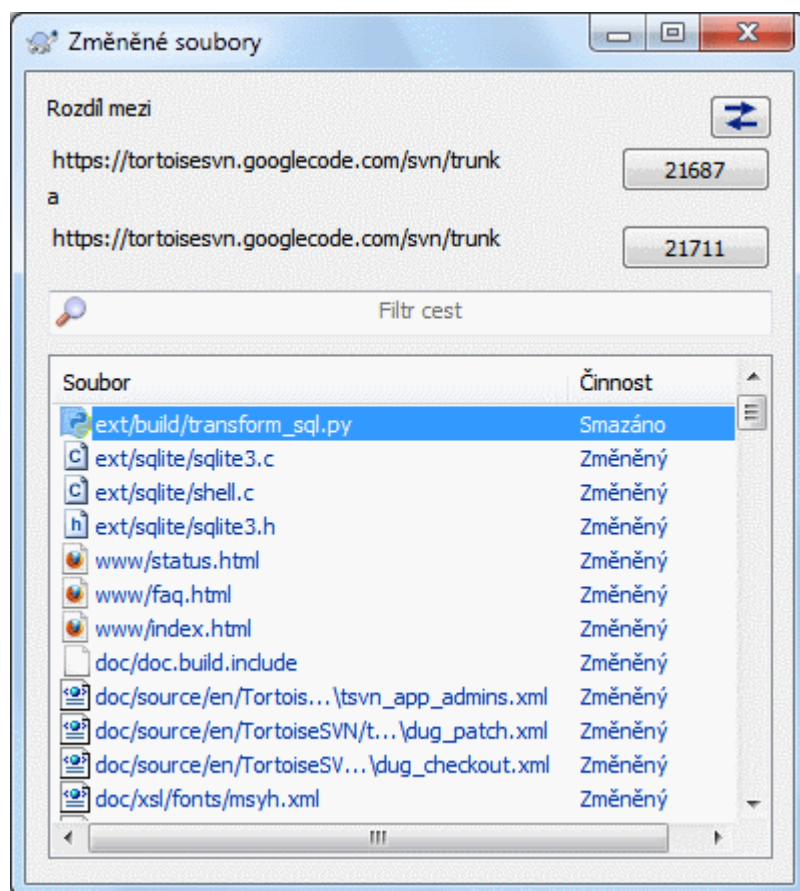 Změněné soubory
Rozdíl mezi
https://tortoisesvn.googlecode.com/svn/trunk
21687
a
https://tortoisesvn.googlecode.com/svn/trunk
21711
Filtr cest
Soubor Činnost
ext/build/transform_sql.py Smazáno
ext/sqlite/sqlite3.c Změněný
ext/sqlite/shell.c Změněný
ext/sqlite/sqlite3.h Změněný
www/status.html Změněný
www/faq.html Změněný
www/index.html Změněný
doc/doc.build.include Změněný
doc/source/en/Tortois...\tsvn_app_admins.xml Změněný
doc/source/en/TortoiseSVN/t...\dug_patch.xml Změněný
doc/source/en/TortoiseSV...\dug_checkout.xml Změněný
doc/xsl/fonts/msyh.xml Změněný